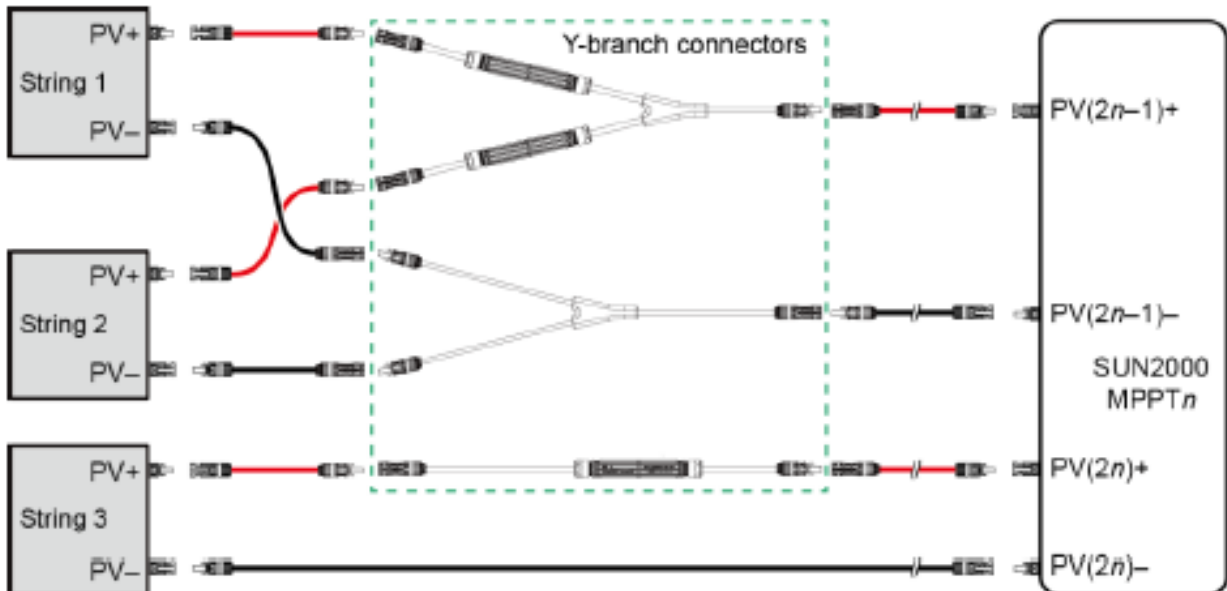 PV+
String 1
PV–
Y-branch connectors
PV(2n–1)+
PV+
String 2
PV–
PV(2n–1)–
SUN2000
MPPTn
PV+
String 3
PV–
PV(2n)+
PV(2n)–